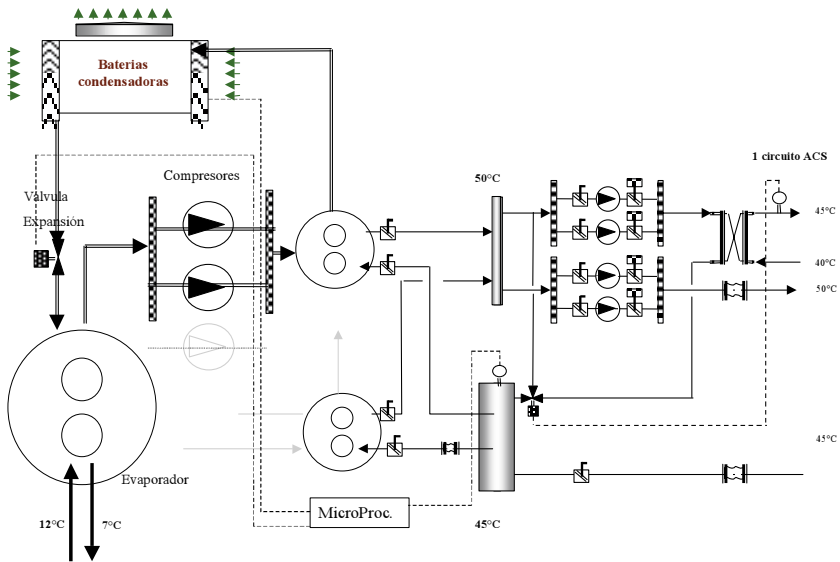 Baterias
condensadoras
1 circuito ACS
Compresores
50°C
Válvula
Expansión
45°C
40°C
50°C
45°C
Evaporador
MicroProc.
12°C
7°C
45°C